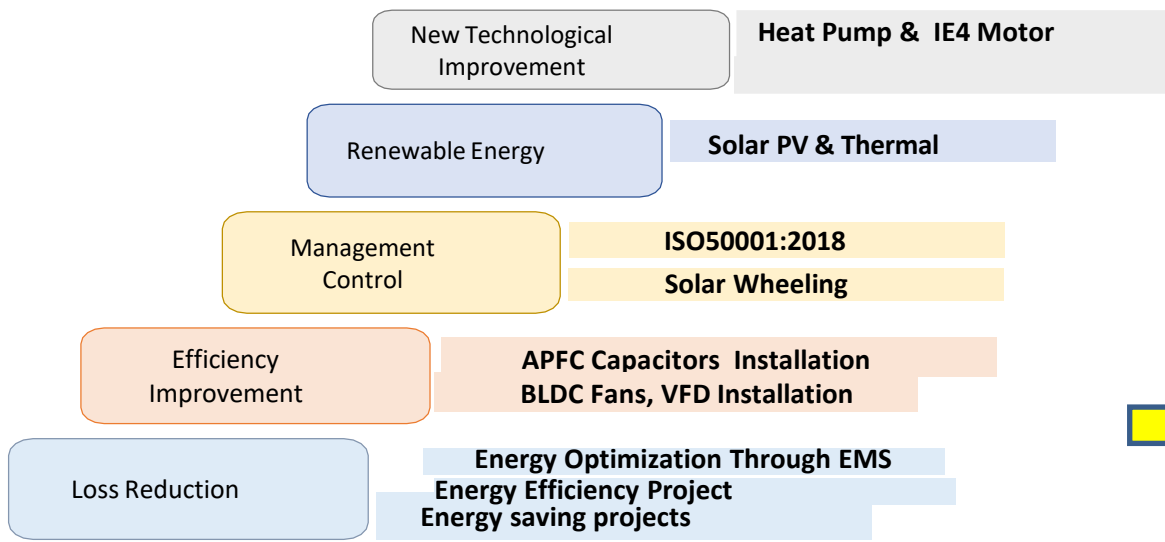 New Technological
Improvement
Heat Pump & IE4 Motor
Renewable Energy
Solar PV & Thermal
Management
Control
ISO50001:2018
Solar Wheeling
Efficiency
Improvement
APFC Capacitors Installation
BLDC Fans, VFD Installation
Loss Reduction
Energy Optimization Through EMS
Energy Efficiency Project
Energy saving projects